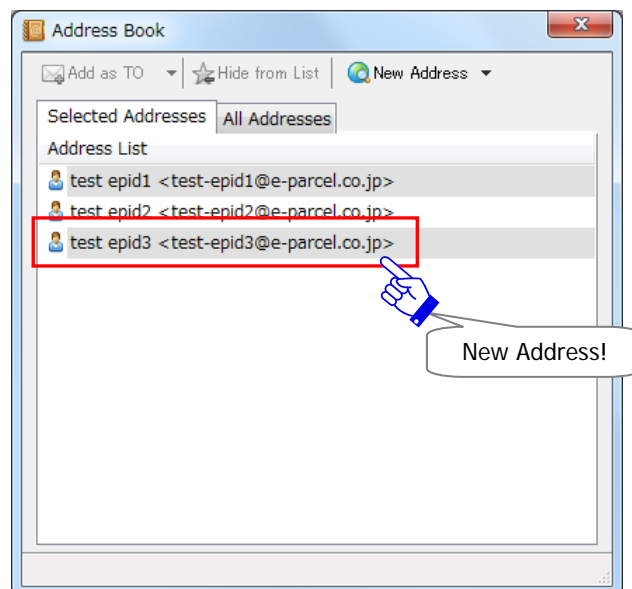 Address Book
Add as TO Hide from List New Address
Selected Addresses All Addresses
Address List
test epid1 <test-epid1@e-parcel.co.jp>
test epid2 <test-epid2@e-parcel.co.jp>
test epid3 <test-epid3@e-parcel.co.jp>
New Address!